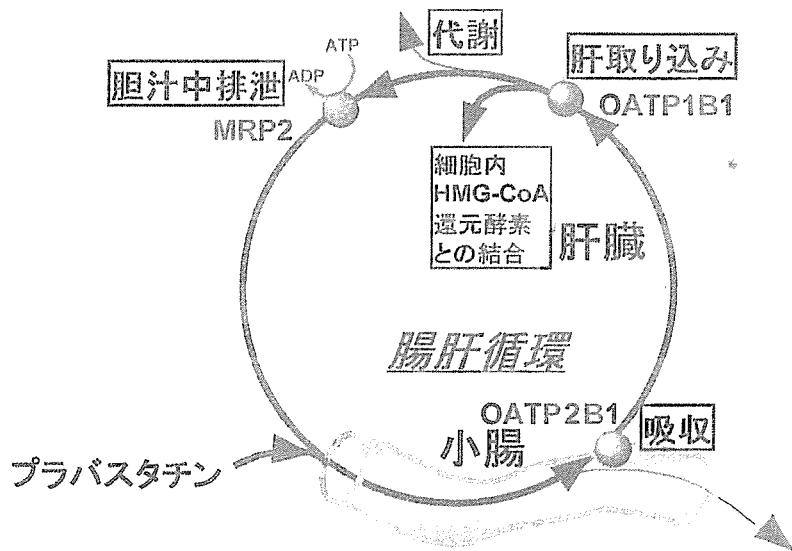 代謝
ATP
肝取り込み
ADP
胆汁中排泄
OATP1B1
MRP2
細胞内
HMG-CoA
還元酵素
との結合
肝臓
腸肝循環
OATP2B1
吸収
小腸
プラバスタチン